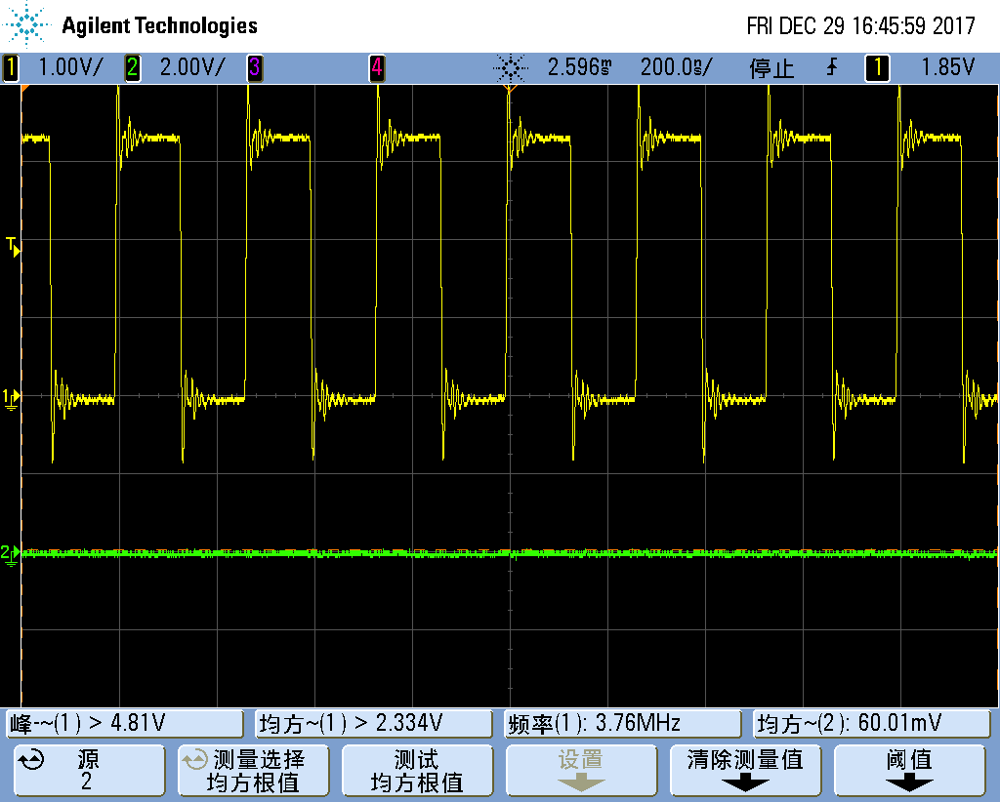 Agilent Technologies
FRI DEC 29 16:45:59 2017
1 1.00V/ 2 2.00V/ 3 4 2.596ms 200.0ns/ 停止 1 1.85V
T
1
2
峰-~(1) > 4.81V 均方~(1) > 2.334V 频率(1): 3.76MHz 均方~(2): 60.01mV
源 测量选择 测试 设置 清除测量值 阈值
2 均方根值 均方根值